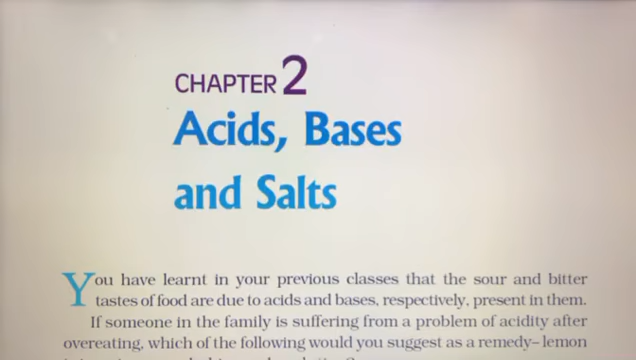 CHAPTER 2
Acids, Bases
and Salts
You have learnt in your previous classes that the sour and bitter
tastes of food are due to acids and bases, respectively, present in them.
If someone in the family is suffering from a problem of acidity after
overeating, which of the following would you suggest as a remedy– lemon